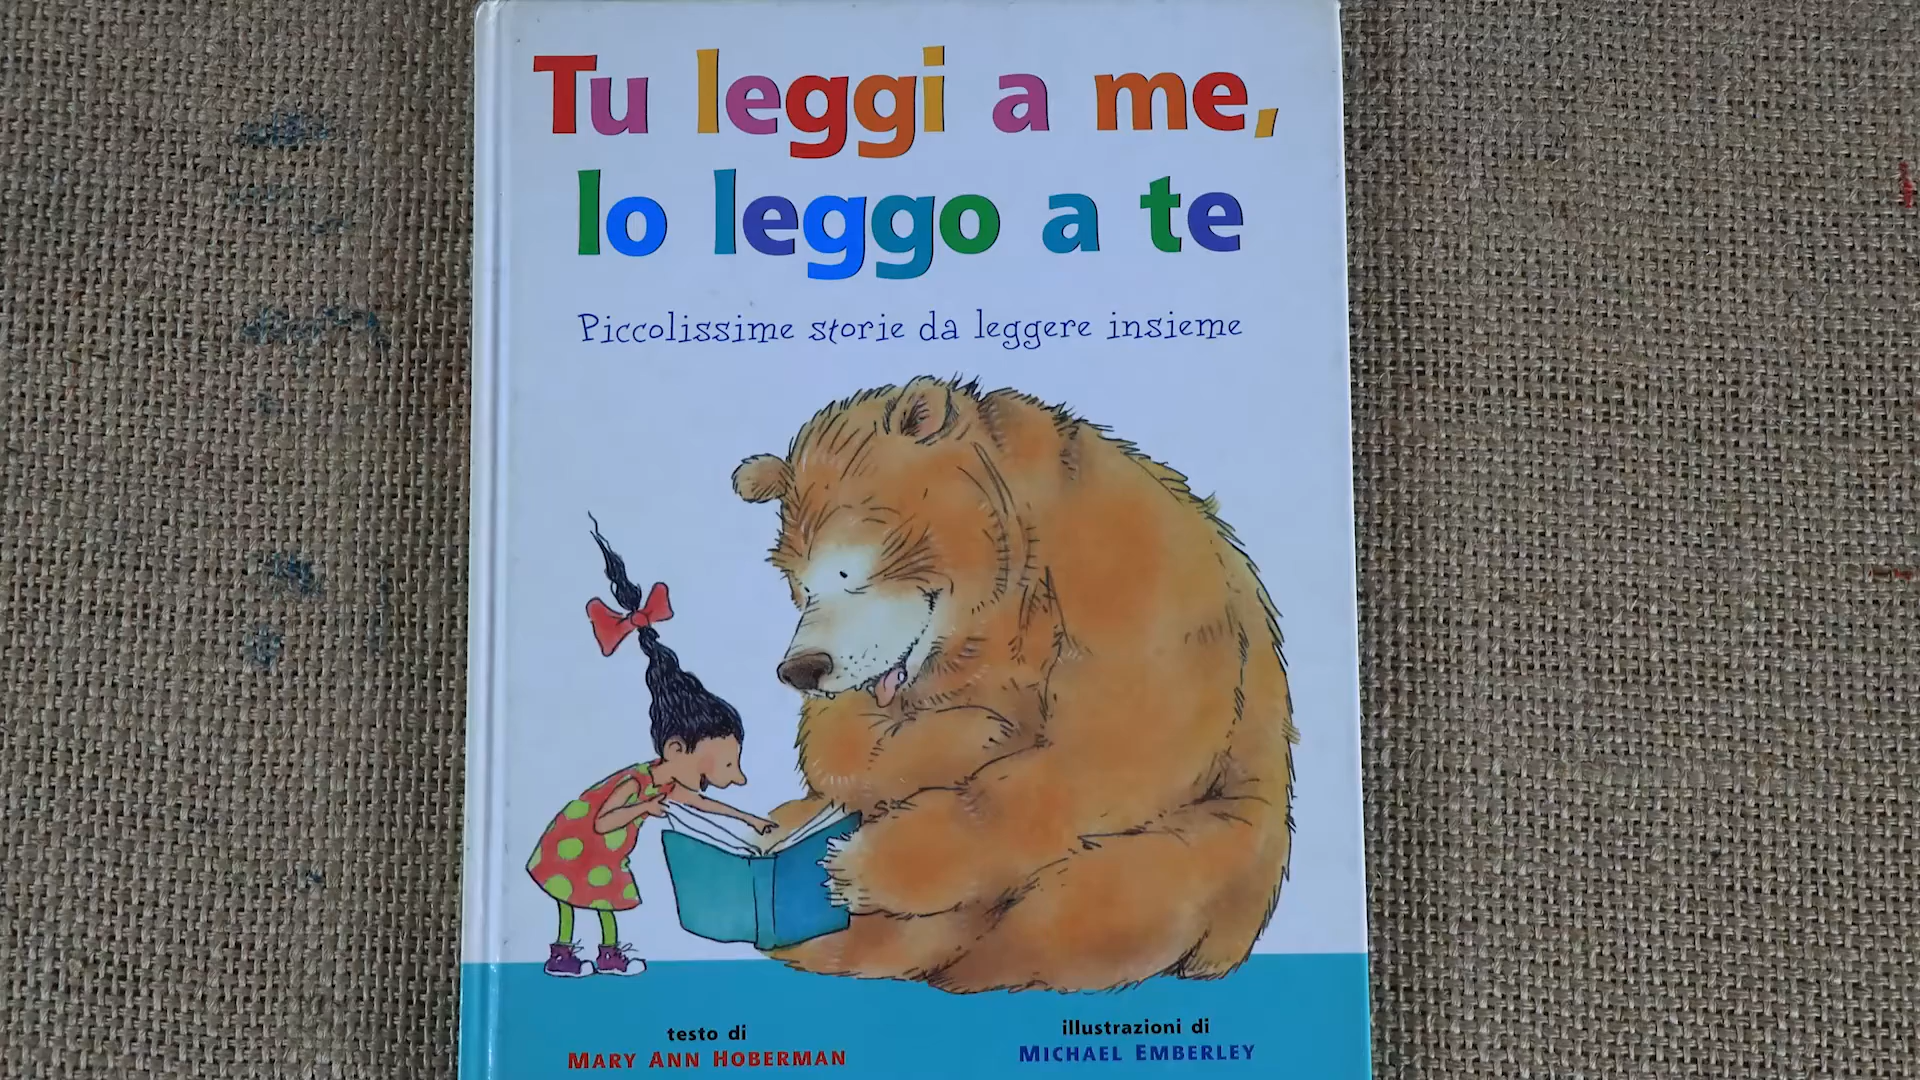 Tu leggi a me,
Io leggo a te
Piccolissime storie da leggere insieme
testo di
MARY ANN HOBERMAN
illustrazioni di
MICHAEL EMBERLEY